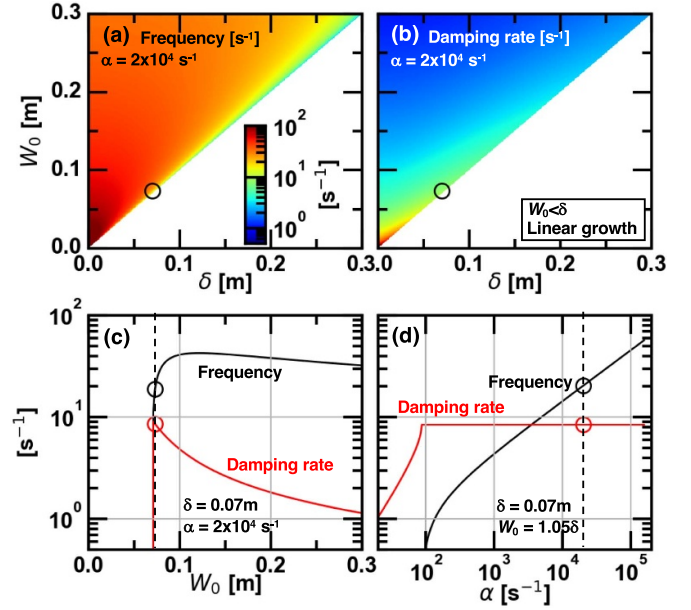 (a) Frequency [s⁻¹]
α = 2x10⁴ s⁻¹
(b) Damping rate [s⁻¹]
α = 2x10⁴ s⁻¹
0.3
0.2
0.1
0.0
W₀ [m]
10²
10¹
10⁰
[s⁻¹]
W₀<δ
Linear growth
0.0 0.1 0.2 0.3
δ [m]
0.1 0.2 0.3
δ [m]
(c)
Frequency
Damping rate
δ = 0.07m
α = 2x10⁴ s⁻¹
(d)
Frequency
Damping rate
δ = 0.07m
W₀ = 1.05δ
10²
10¹
10⁰
[s⁻¹]
0.0 0.1 0.2 0.3
W₀ [m]
10² 10³ 10⁴ 10⁵
α [s⁻¹]